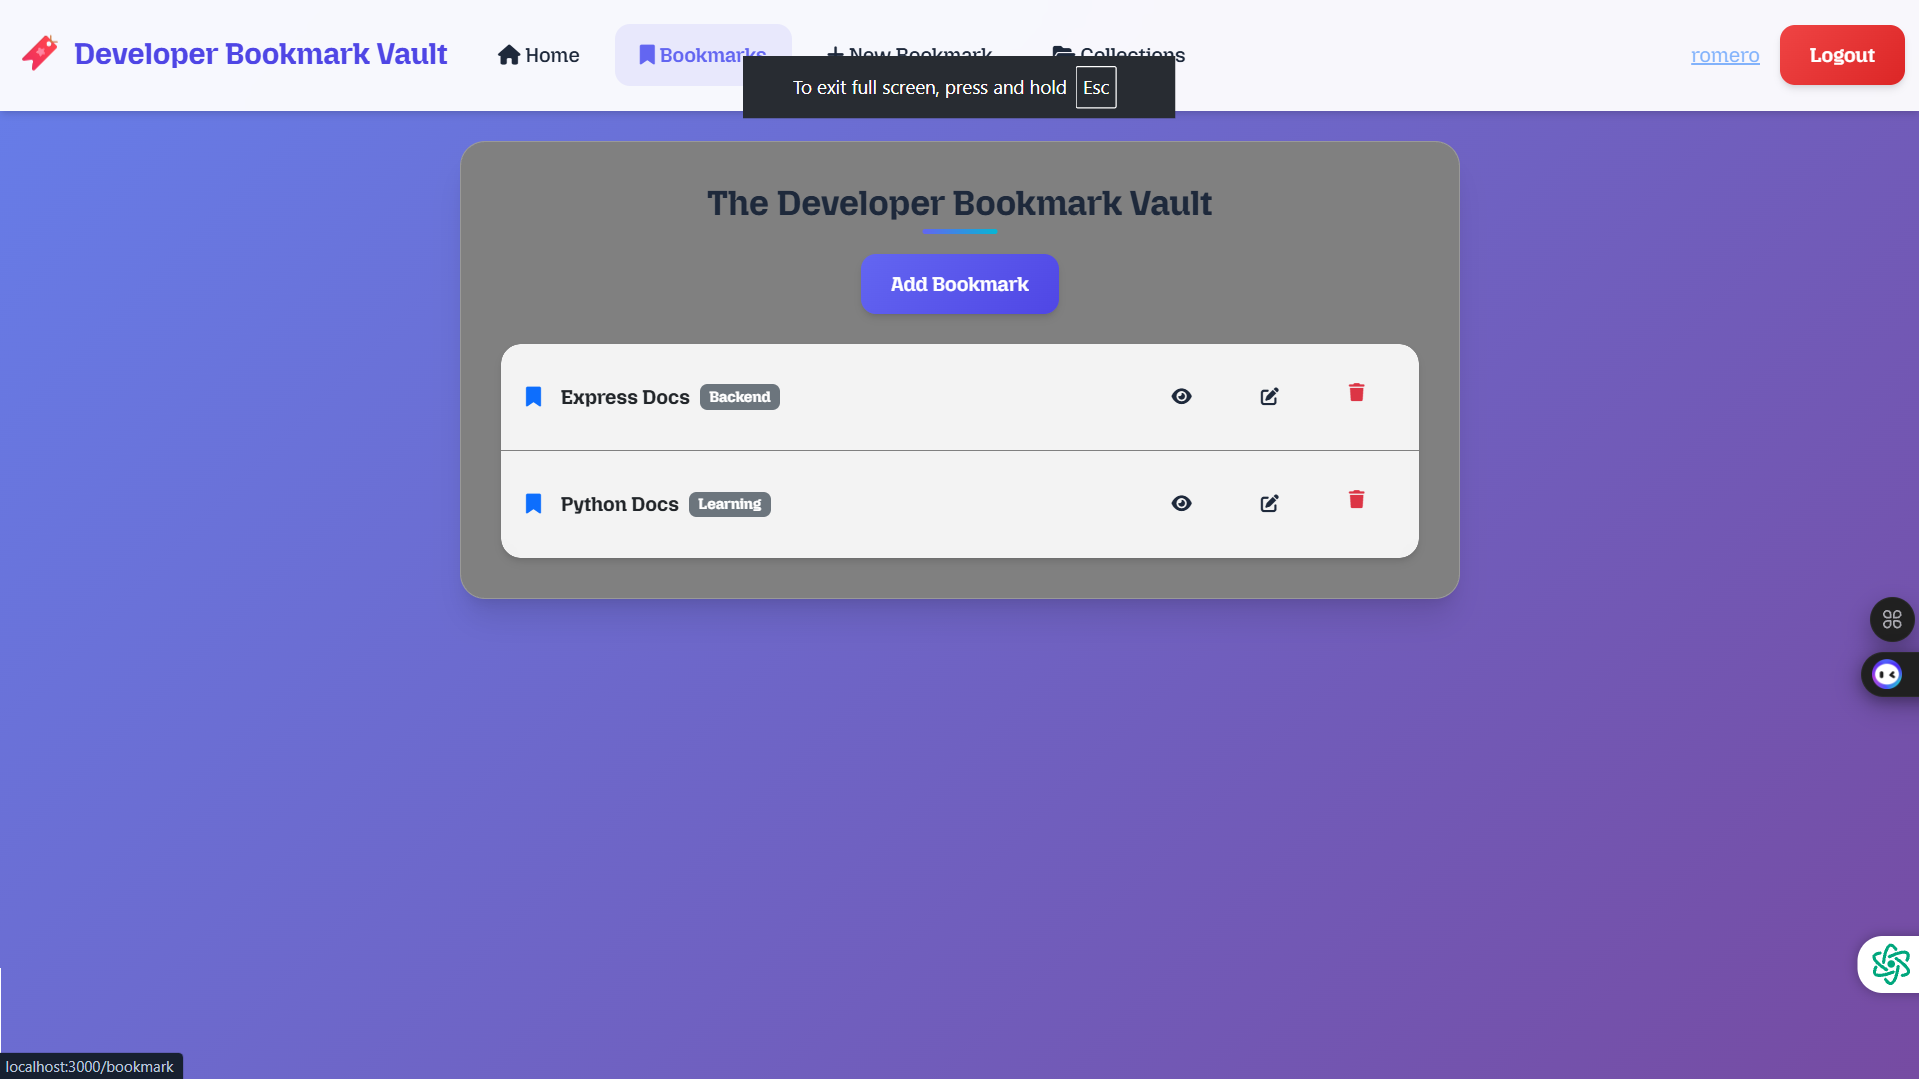 Developer Bookmark Vault
Home
Bookmarks
New Bookmark
Collections
romero
Logout
To exit full screen, press and hold Esc
The Developer Bookmark Vault
Add Bookmark
Express Docs Backend
Python Docs Learning
localhost:3000/bookmark